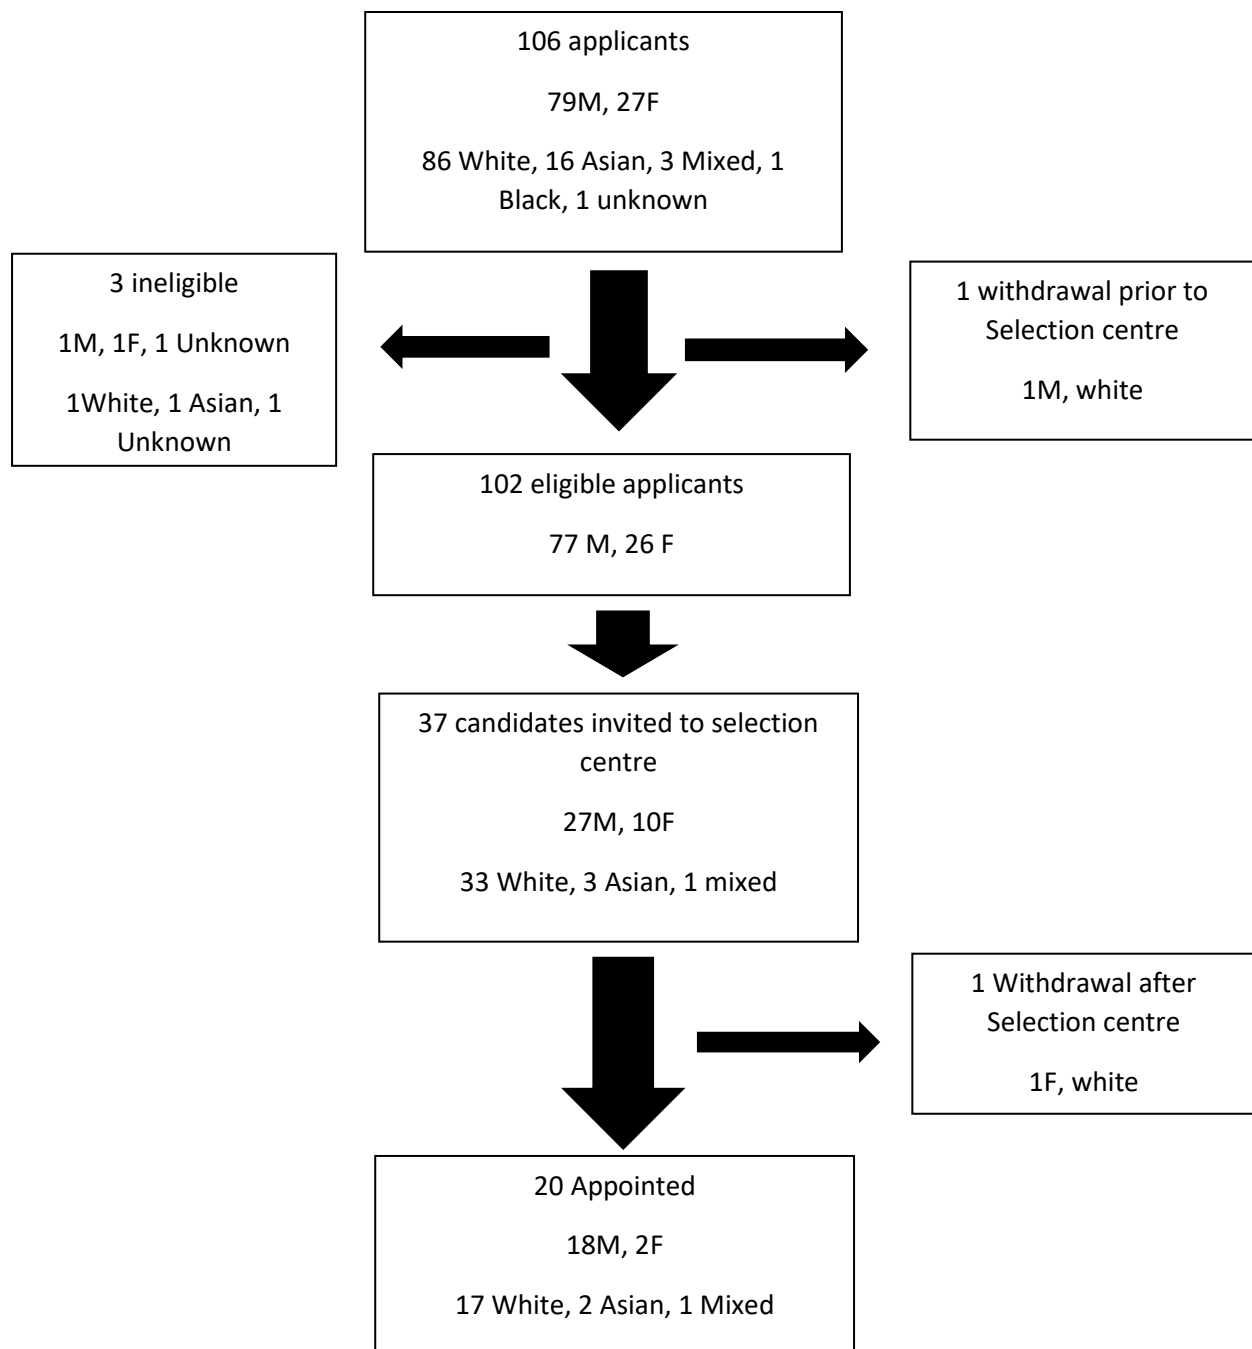 106 applicants
79M, 27F
86 White, 16 Asian, 3 Mixed, 1
Black, 1 unknown
3 ineligible
1M, 1F, 1 Unknown
1White, 1 Asian, 1
Unknown
1 withdrawal prior to
Selection centre
1M, white
102 eligible applicants
77 M, 26 F
37 candidates invited to selection
centre
27M, 10F
33 White, 3 Asian, 1 mixed
1 Withdrawal after
Selection centre
1F, white
20 Appointed
18M, 2F
17 White, 2 Asian, 1 Mixed